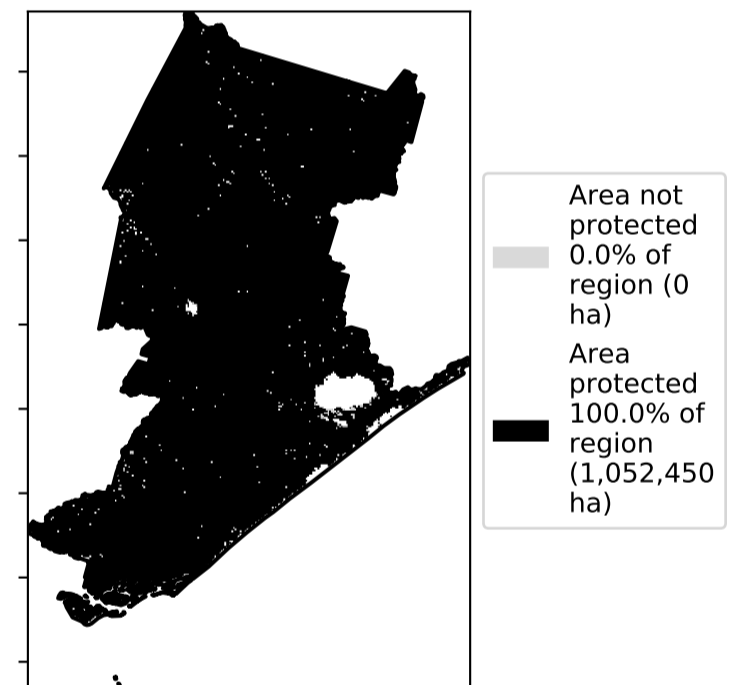 Area not
protected
0.0% of
region (0
ha)
Area
protected
100.0% of
region
(1,052,450
ha)